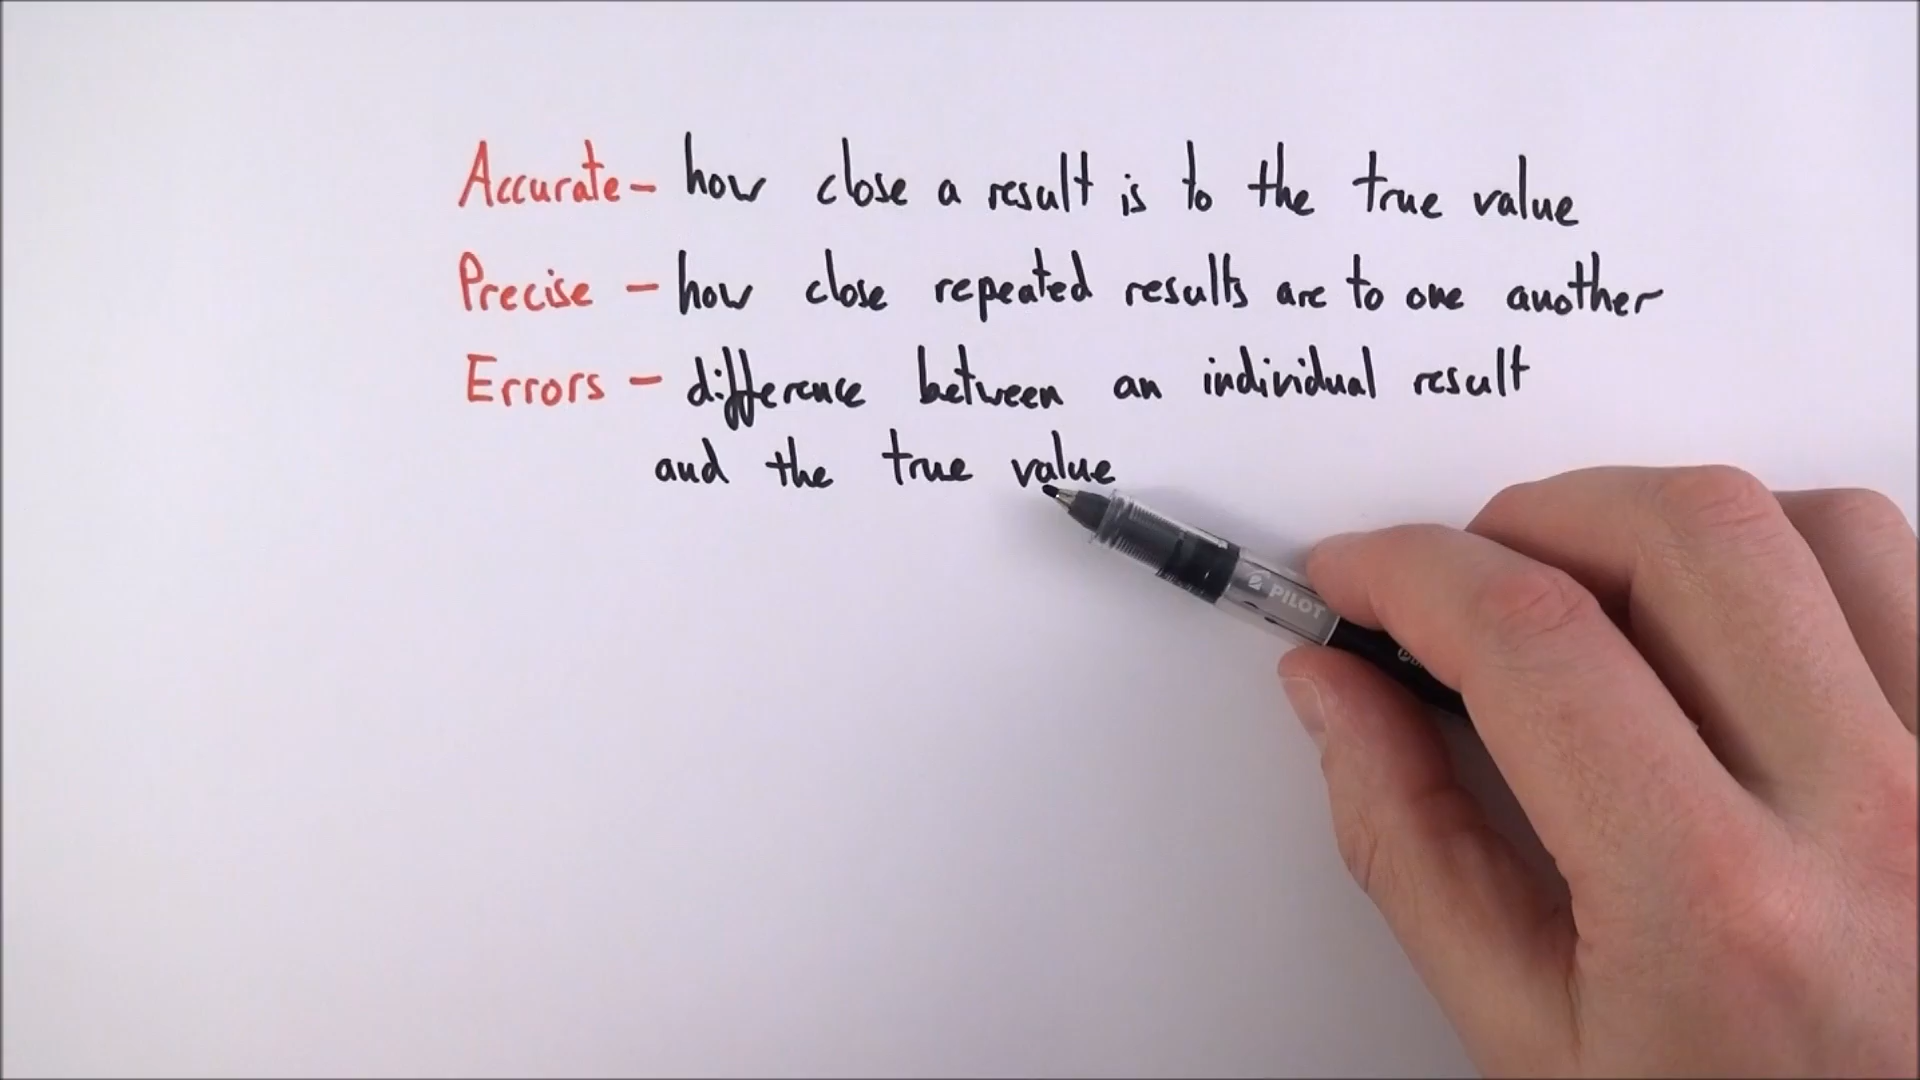 Accurate - how close a result is to the true value
Precise - how close repeated results are to one another
Errors - difference between an individual result
and the true value
PILOT